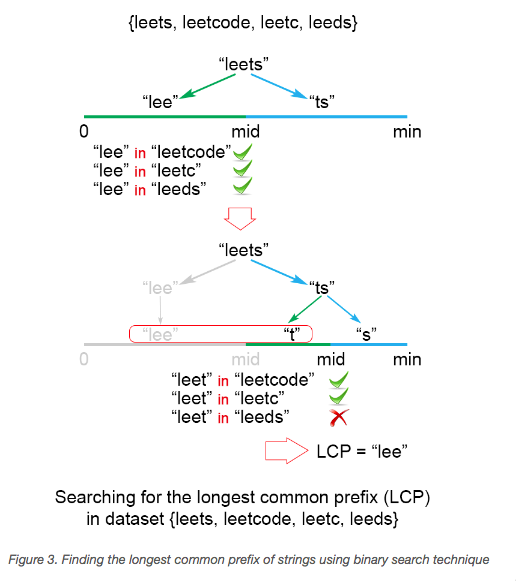 {leets, leetcode, leetc, leeds}
“leets”
“lee” “ts”
0 mid min
“lee” in “leetcode”
“lee” in “leetc”
“lee” in “leeds”
“leets”
“lee” “ts”
“lee” “t” “s”
0 mid mid min
“leet” in “leetcode”
“leet” in “leetc”
“leet” in “leeds”
LCP = “lee”
Searching for the longest common prefix (LCP)
in dataset {leets, leetcode, leetc, leeds}
Figure 3. Finding the longest common prefix of strings using binary search technique